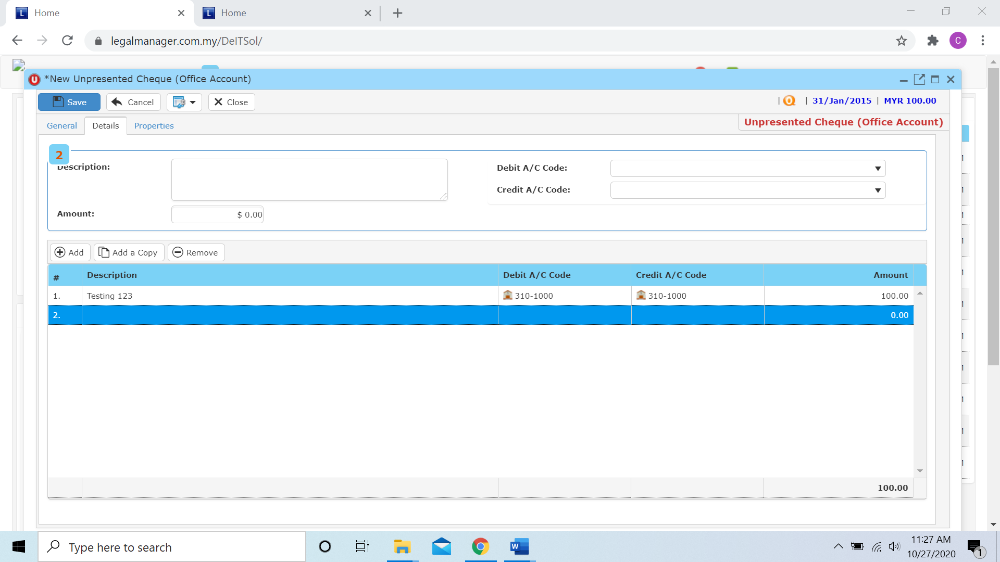 Home
Home
legalmanager.com.my/DeITSol/
C
*New Unpresented Cheque (Office Account)
Save
Cancel
Close
| | 31/Jan/2015 | MYR 100.00
General
Details
Properties
Unpresented Cheque (Office Account)
2
Description:
Debit A/C Code:
Credit A/C Code:
Amount:
$ 0.00
Add
Add a Copy
Remove
# Description Debit A/C Code Credit A/C Code Amount
1. Testing 123 310-1000 310-1000 100.00
2. 0.00
100.00
Type here to search
11:27 AM
10/27/2020
1